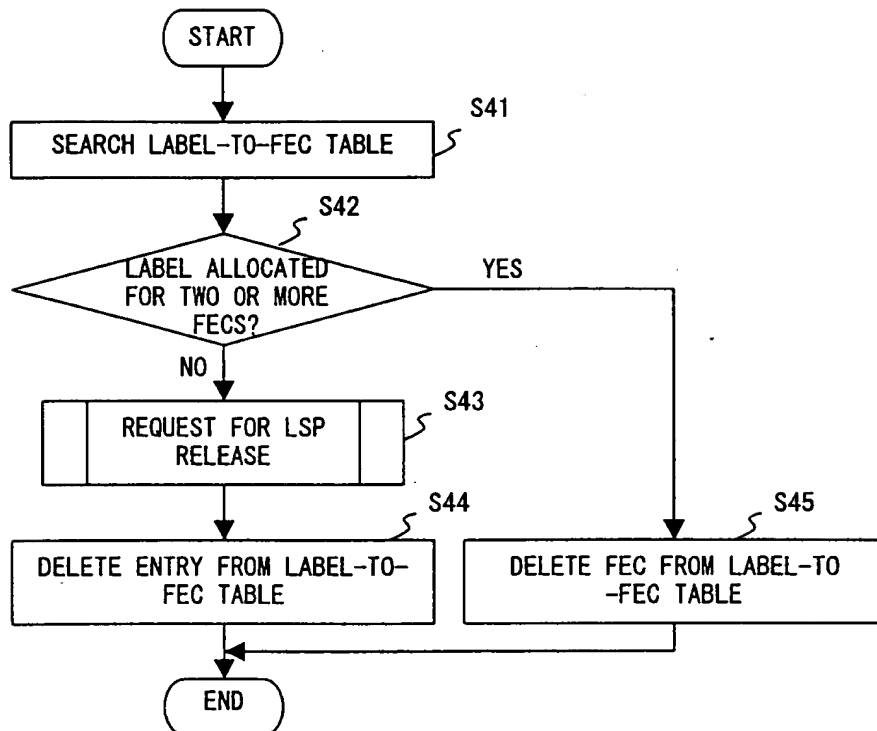 START
S41
SEARCH LABEL-TO-FEC TABLE
S42
LABEL ALLOCATED
FOR TWO OR MORE
FECS?
YES
NO
S43
REQUEST FOR LSP
RELEASE
S44
DELETE ENTRY FROM LABEL-TO-
FEC TABLE
S45
DELETE FEC FROM LABEL-TO
-FEC TABLE
END